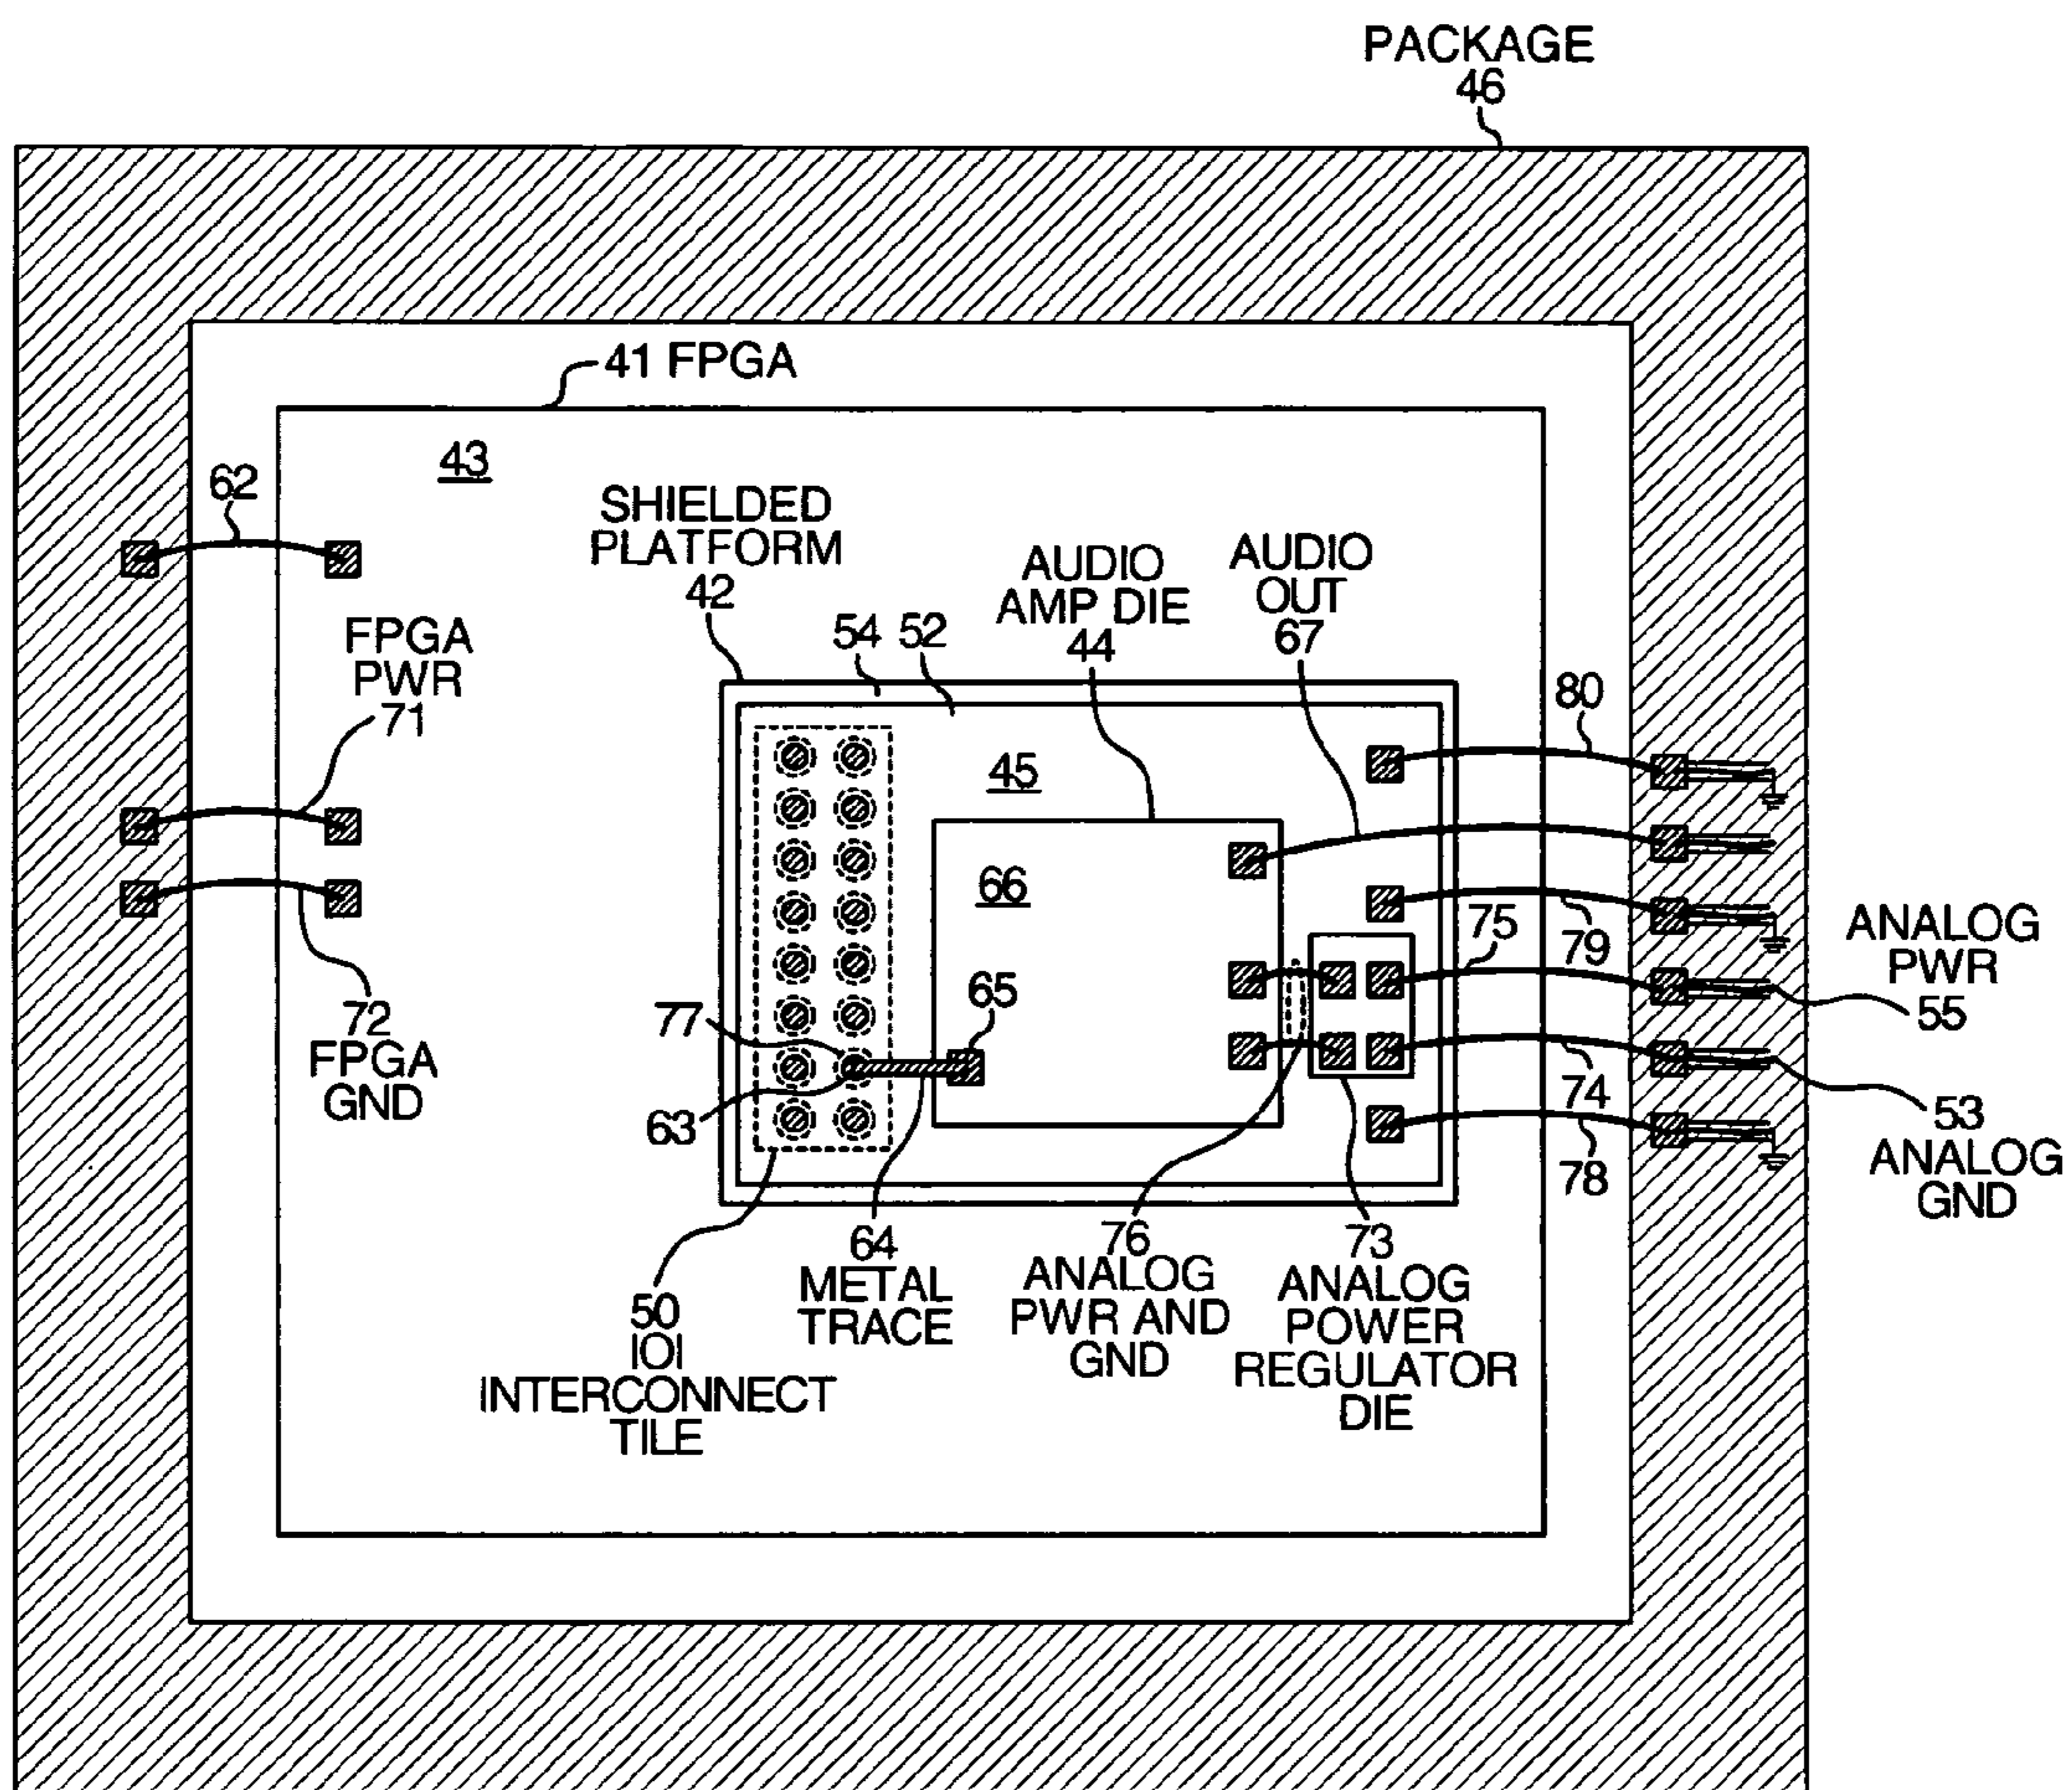 PACKAGE
46
41 FPGA
43
62
SHIELDED
PLATFORM
42
AUDIO
AMP DIE
44
AUDIO
OUT
67
54 52
80
FPGA
PWR
71
45
66
75
79
ANALOG
PWR
55
65
77
72
FPGA
GND
63
74
53
ANALOG
GND
78
64
METAL
TRACE
76
ANALOG
PWR AND
GND
73
ANALOG
POWER
REGULATOR
DIE
50
IOI
INTERCONNECT
TILE